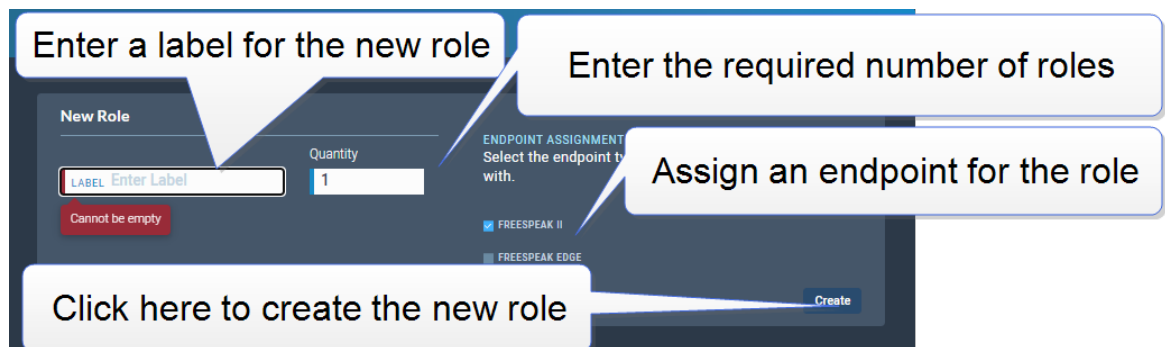 Enter a label for the new role
Enter the required number of roles
New Role
ENDPOINT ASSIGNMENT
Select the endpoint
with.
Quantity
LABEL Enter Label
1
Assign an endpoint for the role
Cannot be empty
FREESPEAK II
FREESPEAK EDGE
Click here to create the new role
Create